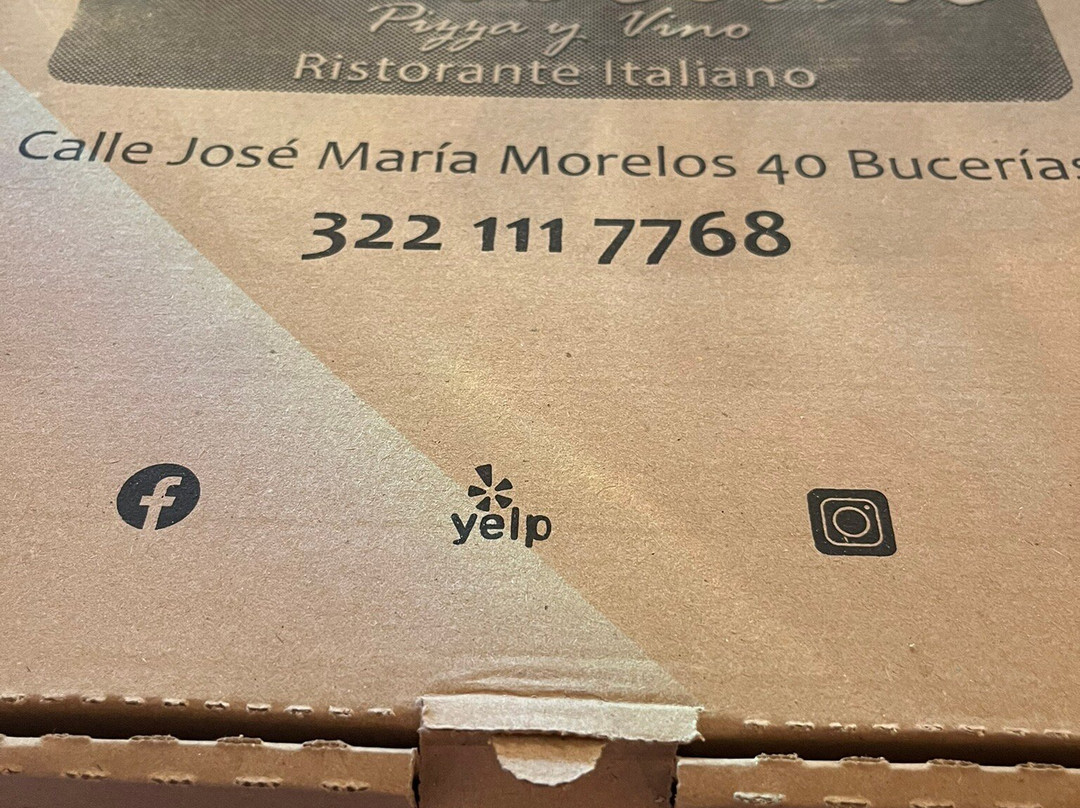 Pizza y Vino
Ristorante Italiano
Calle José María Morelos 40 Bucerías
322 111 7768
yelp